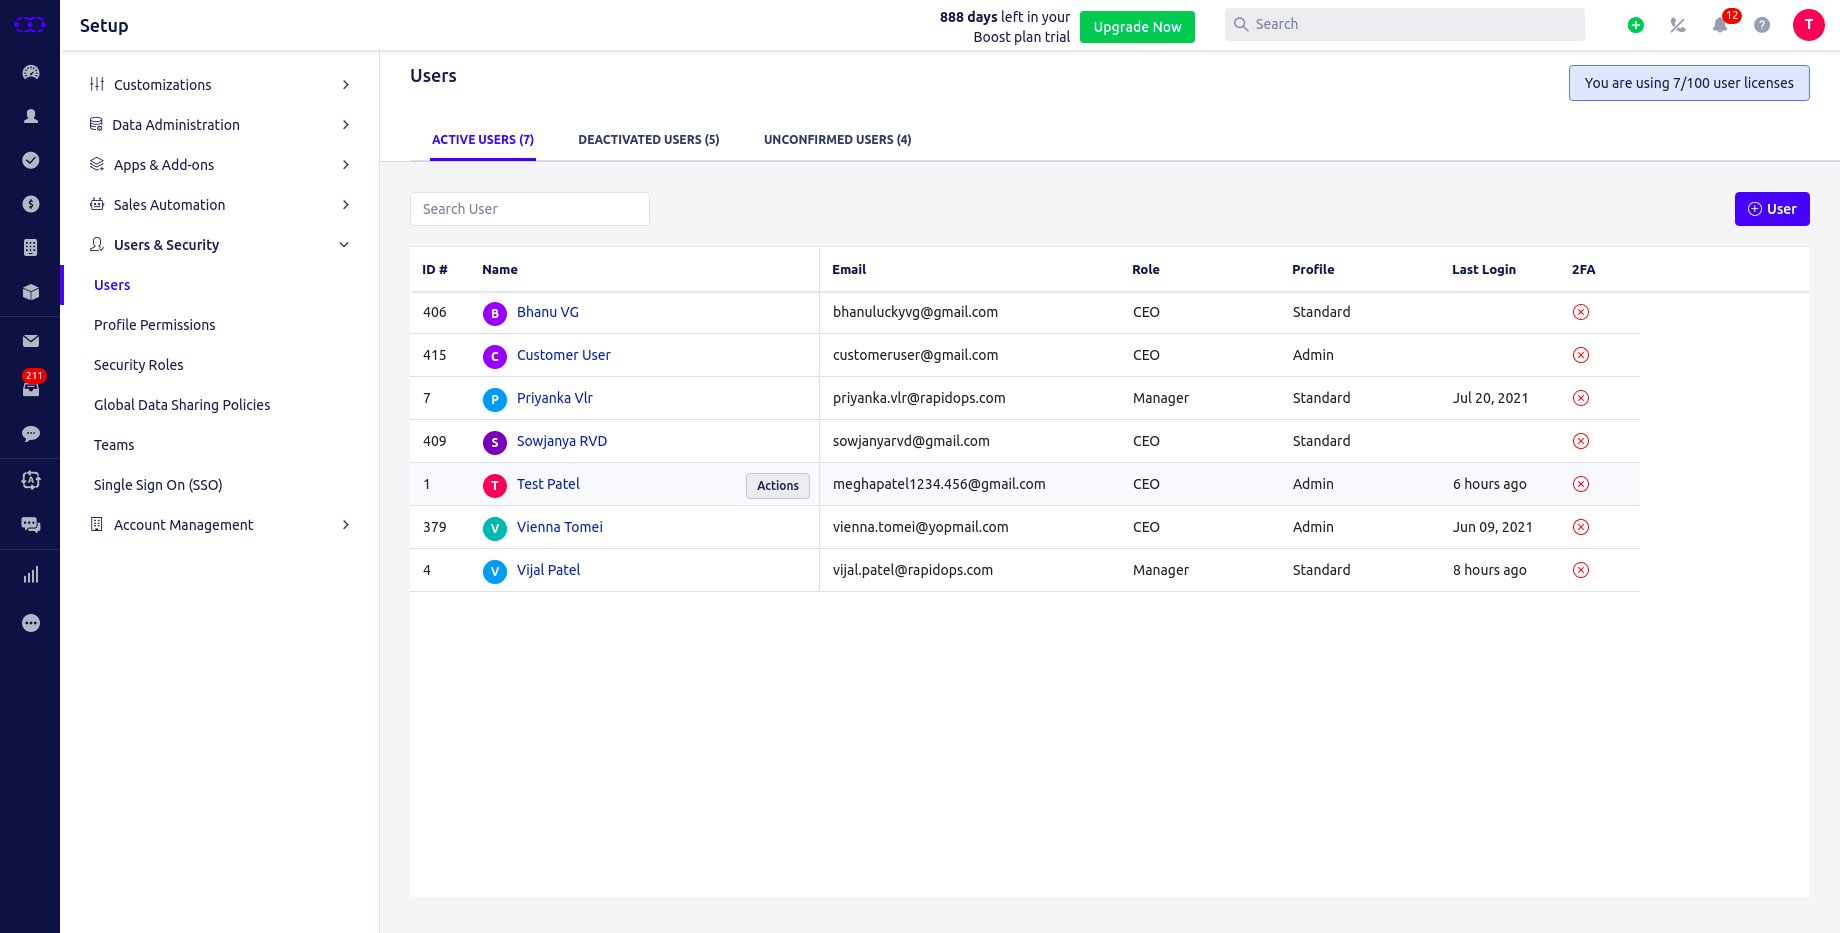 Setup
888 days left in your
Boost plan trial
Upgrade Now
Search
12
T
211
Customizations
Data Administration
Apps & Add-ons
Sales Automation
Users & Security
Users
Profile Permissions
Security Roles
Global Data Sharing Policies
Teams
Single Sign On (SSO)
Account Management
Users
You are using 7/100 user licenses
ACTIVE USERS (7) DEACTIVATED USERS (5) UNCONFIRMED USERS (4)
Search User
User
ID # Name Email Role Profile Last Login 2FA
406 B Bhanu VG bhanuluckyvg@gmail.com CEO Standard
415 C Customer User customeruser@gmail.com CEO Admin
7 P Priyanka Vlr priyanka.vlr@rapidops.com Manager Standard Jul 20, 2021
409 S Sowjanya RVD sowjanyarvd@gmail.com CEO Standard
1 T Test Patel Actions meghapatel1234.456@gmail.com CEO Admin 6 hours ago
379 V Vienna Tomei vienna.tomei@yopmail.com CEO Admin Jun 09, 2021
4 V Vijal Patel vijal.patel@rapidops.com Manager Standard 8 hours ago